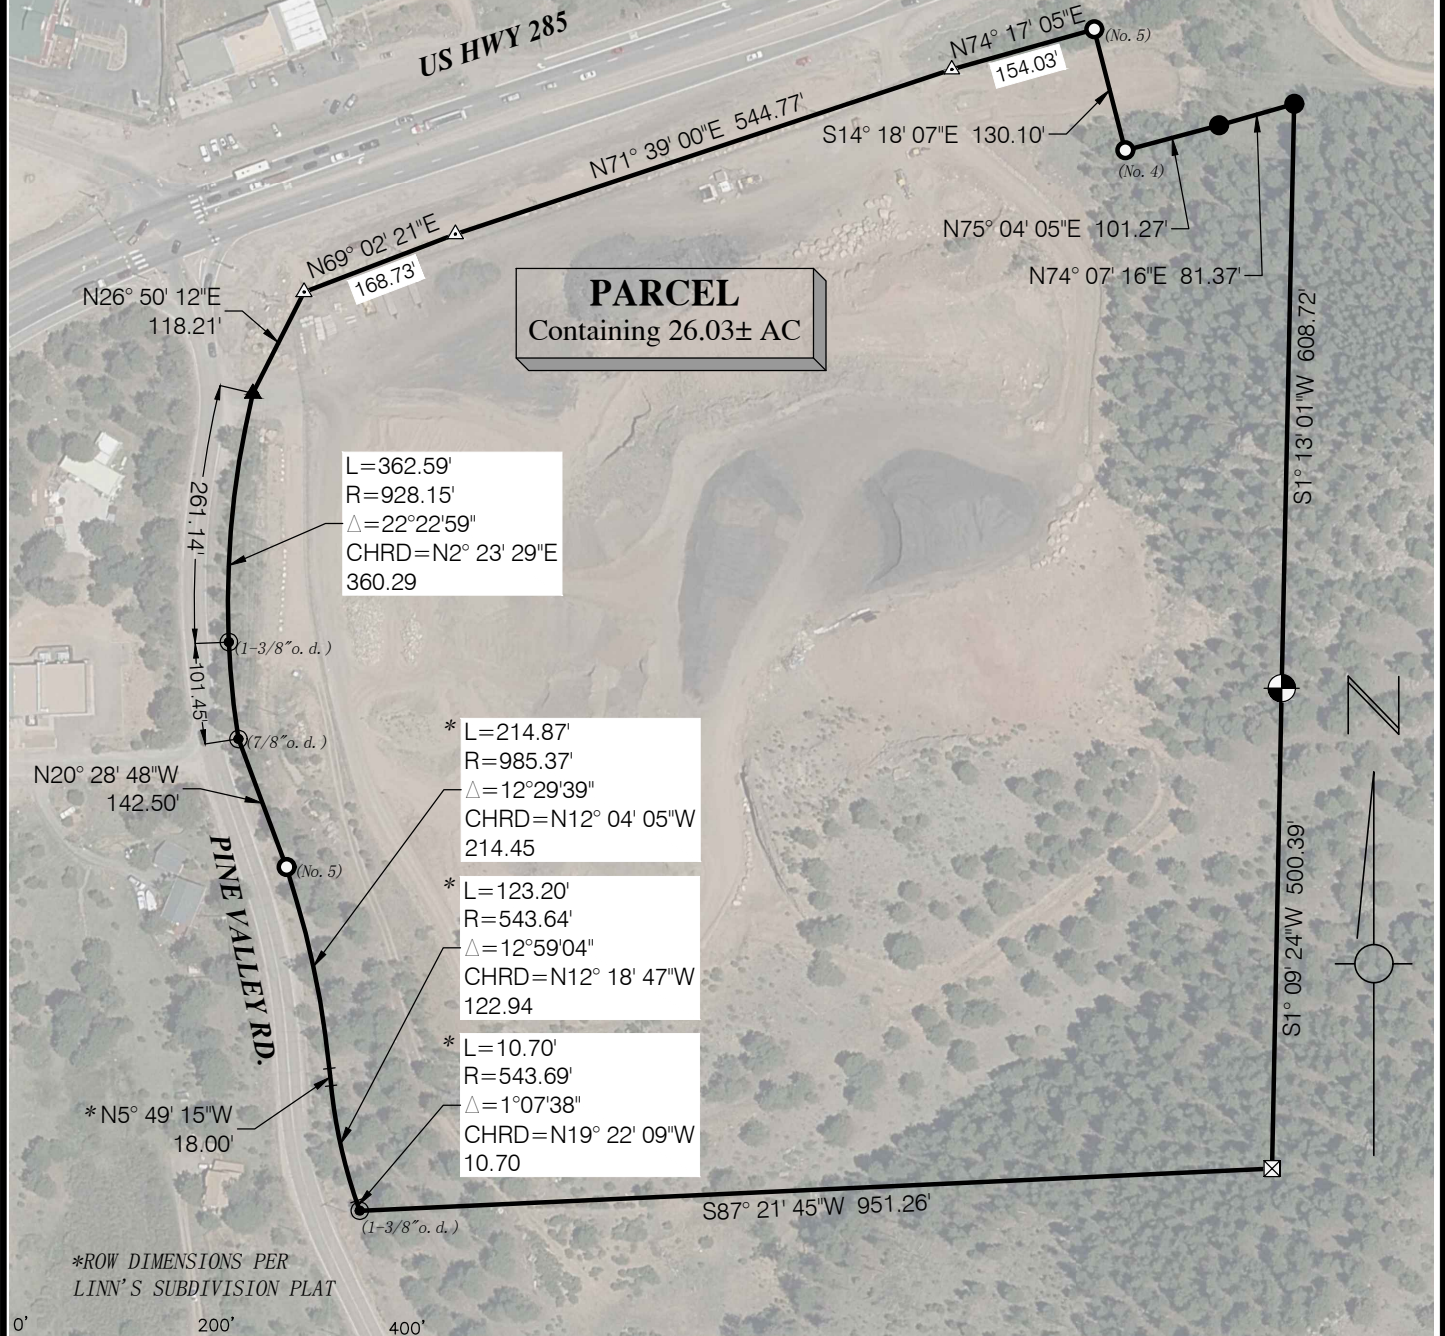 US HWY 285
N74° 17' 05"E
154.03'
(No. 5)
N71° 39' 00"E 544.77'
S14° 18' 07"E 130.10'
(No. 4)
N75° 04' 05"E 101.27'
N74° 07' 16"E 81.37'
N69° 02' 21"E
168.73'
N26° 50' 12"E
118.21'
PARCEL
Containing 26.03± AC
S1° 13' 01"W 608.72'
261.14'
L=362.59'
R=928.15'
Δ=22°22'59"
CHRD=N2° 23' 29"E
360.29
(1-3/8"o.d.)
101.45'
(7/8"o.d.)
N20° 28' 48"W
142.50'
(No. 5)
PINE VALLEY RD.
* L=214.87'
R=985.37'
Δ=12°29'39"
CHRD=N12° 04' 05"W
214.45
* L=123.20'
R=543.64'
Δ=12°59'04"
CHRD=N12° 18' 47"W
122.94
* L=10.70'
R=543.69'
Δ=1°07'38"
CHRD=N19° 22' 09"W
10.70
N
S1° 09' 24"W 500.39'
*N5° 49' 15"W
18.00'
S87° 21' 45"W 951.26'
(1-3/8"o.d.)
*ROW DIMENSIONS PER
LINN'S SUBDIVISION PLAT
0' 200' 400'